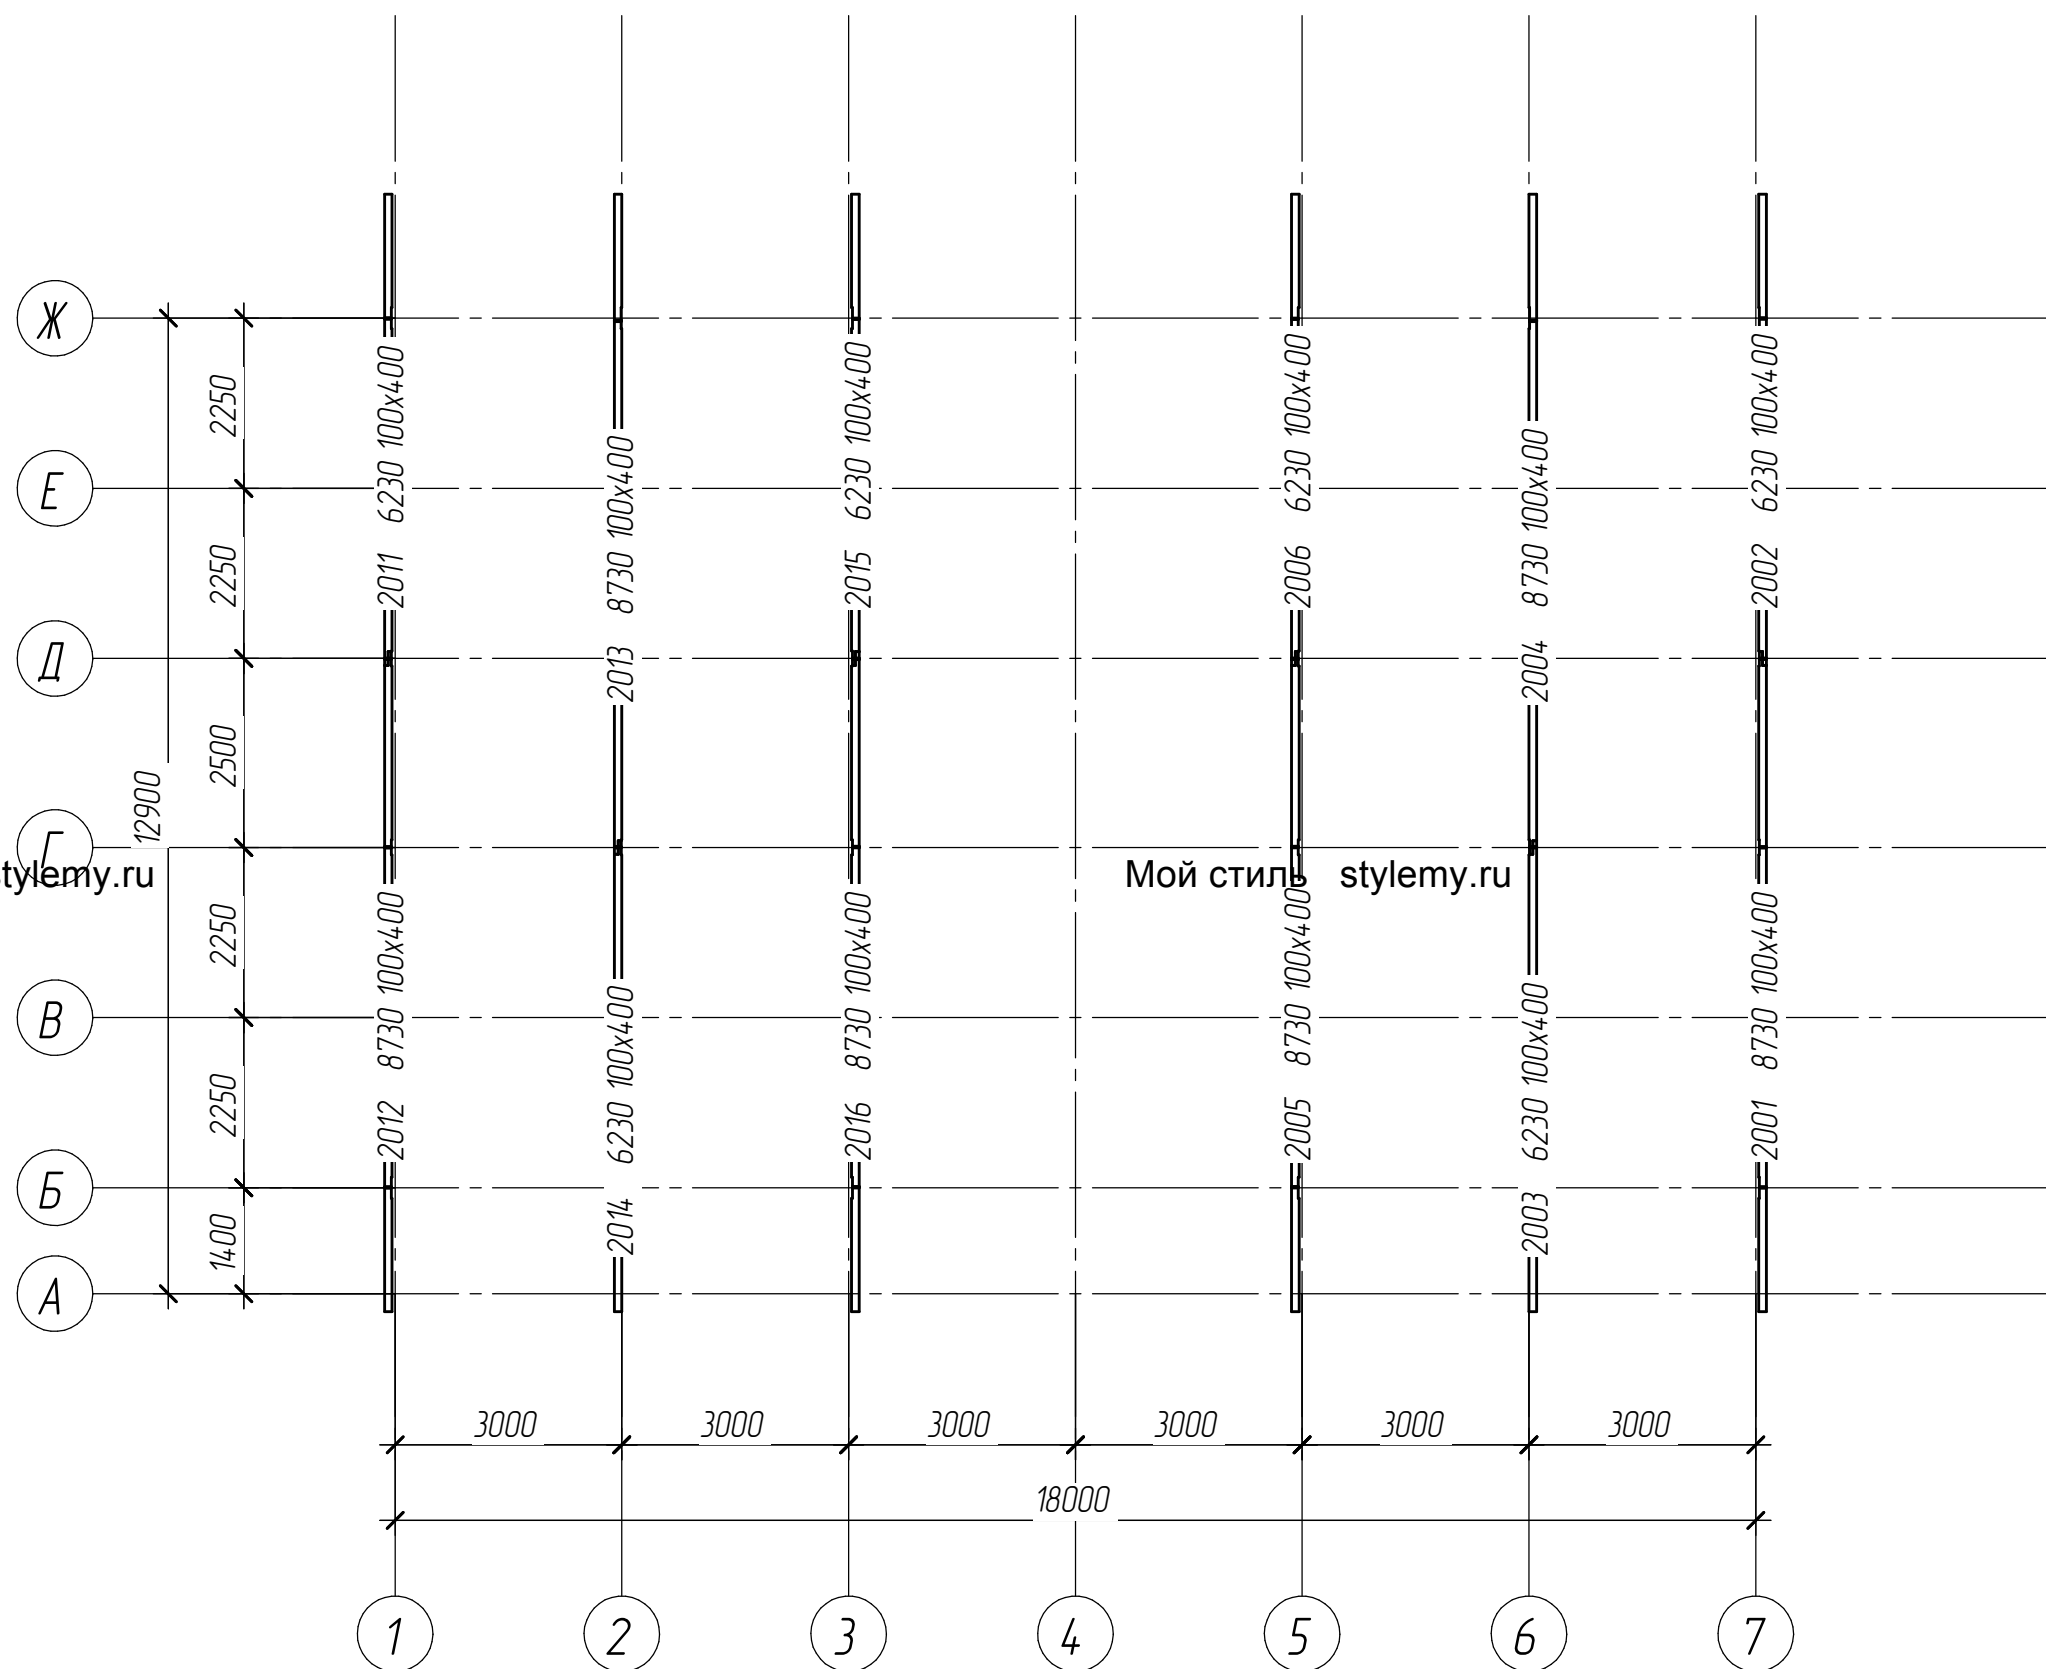 Ж
Е
Д
Г
В
Б
А
2250
2250
2500
2250
2250
1400
12900
2011 6230 100х400
2012 8730 100х400
2013 8730 100х400
2014 6230 100х400
2015 6230 100х400
2016 8730 100х400
2006 6230 100х400
2005 8730 100х400
2004 8730 100х400
2003 6230 100х400
2002 6230 100х400
2001 8730 100х400
tylemy.ru
Мой стиль stylemy.ru
3000 3000 3000 3000 3000 3000
18000
1 2 3 4 5 6 7